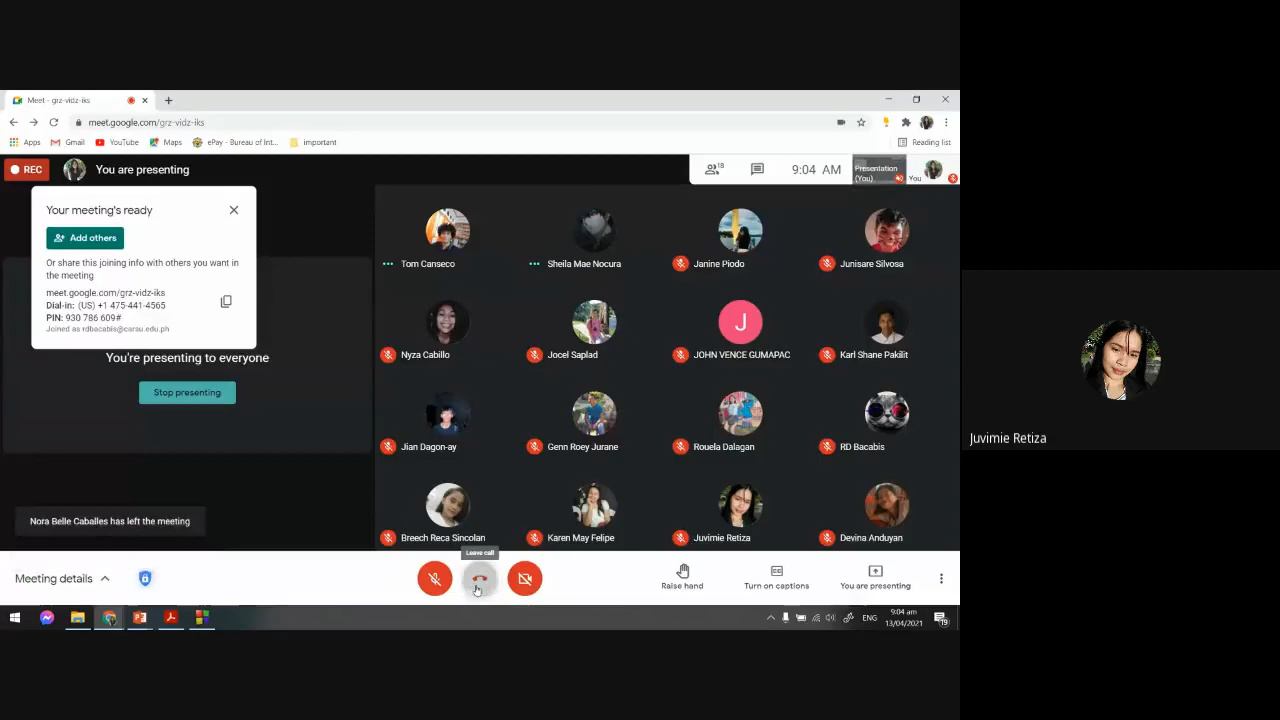 Meet - grz-vidz-iks
meet.google.com/grz-vidz-iks
Apps Gmail YouTube Maps ePay - Bureau of Int... important Reading list
REC You are presenting
18 9:04 AM Presentation (You) You
Your meeting's ready
Add others
Or share this joining info with others you want in
the meeting
meet.google.com/grz-vidz-iks
Dial-in: (US) +1 475-441-4565
PIN: 930 786 609#
Joined as rdbacabis@carsu.edu.ph
You're presenting to everyone
Stop presenting
Nora Belle Caballes has left the meeting
Tom Canseco Sheila Mae Nocura Janine Piodo Junisare Silvosa
J
Nyza Cabillo Jocel Saplad JOHN VENCE GUMAPAC Karl Shane Pakilit
Jian Dagon-ay Genn Roey Jurane Rouela Dalagan RD Bacabis
Breech Reca Sincolan Karen May Felipe Juvimie Retiza Devina Anduyan
Juvimie Retiza
Leave call
Meeting details Raise hand Turn on captions You are presenting
ENG 9:04 am
13/04/2021 19